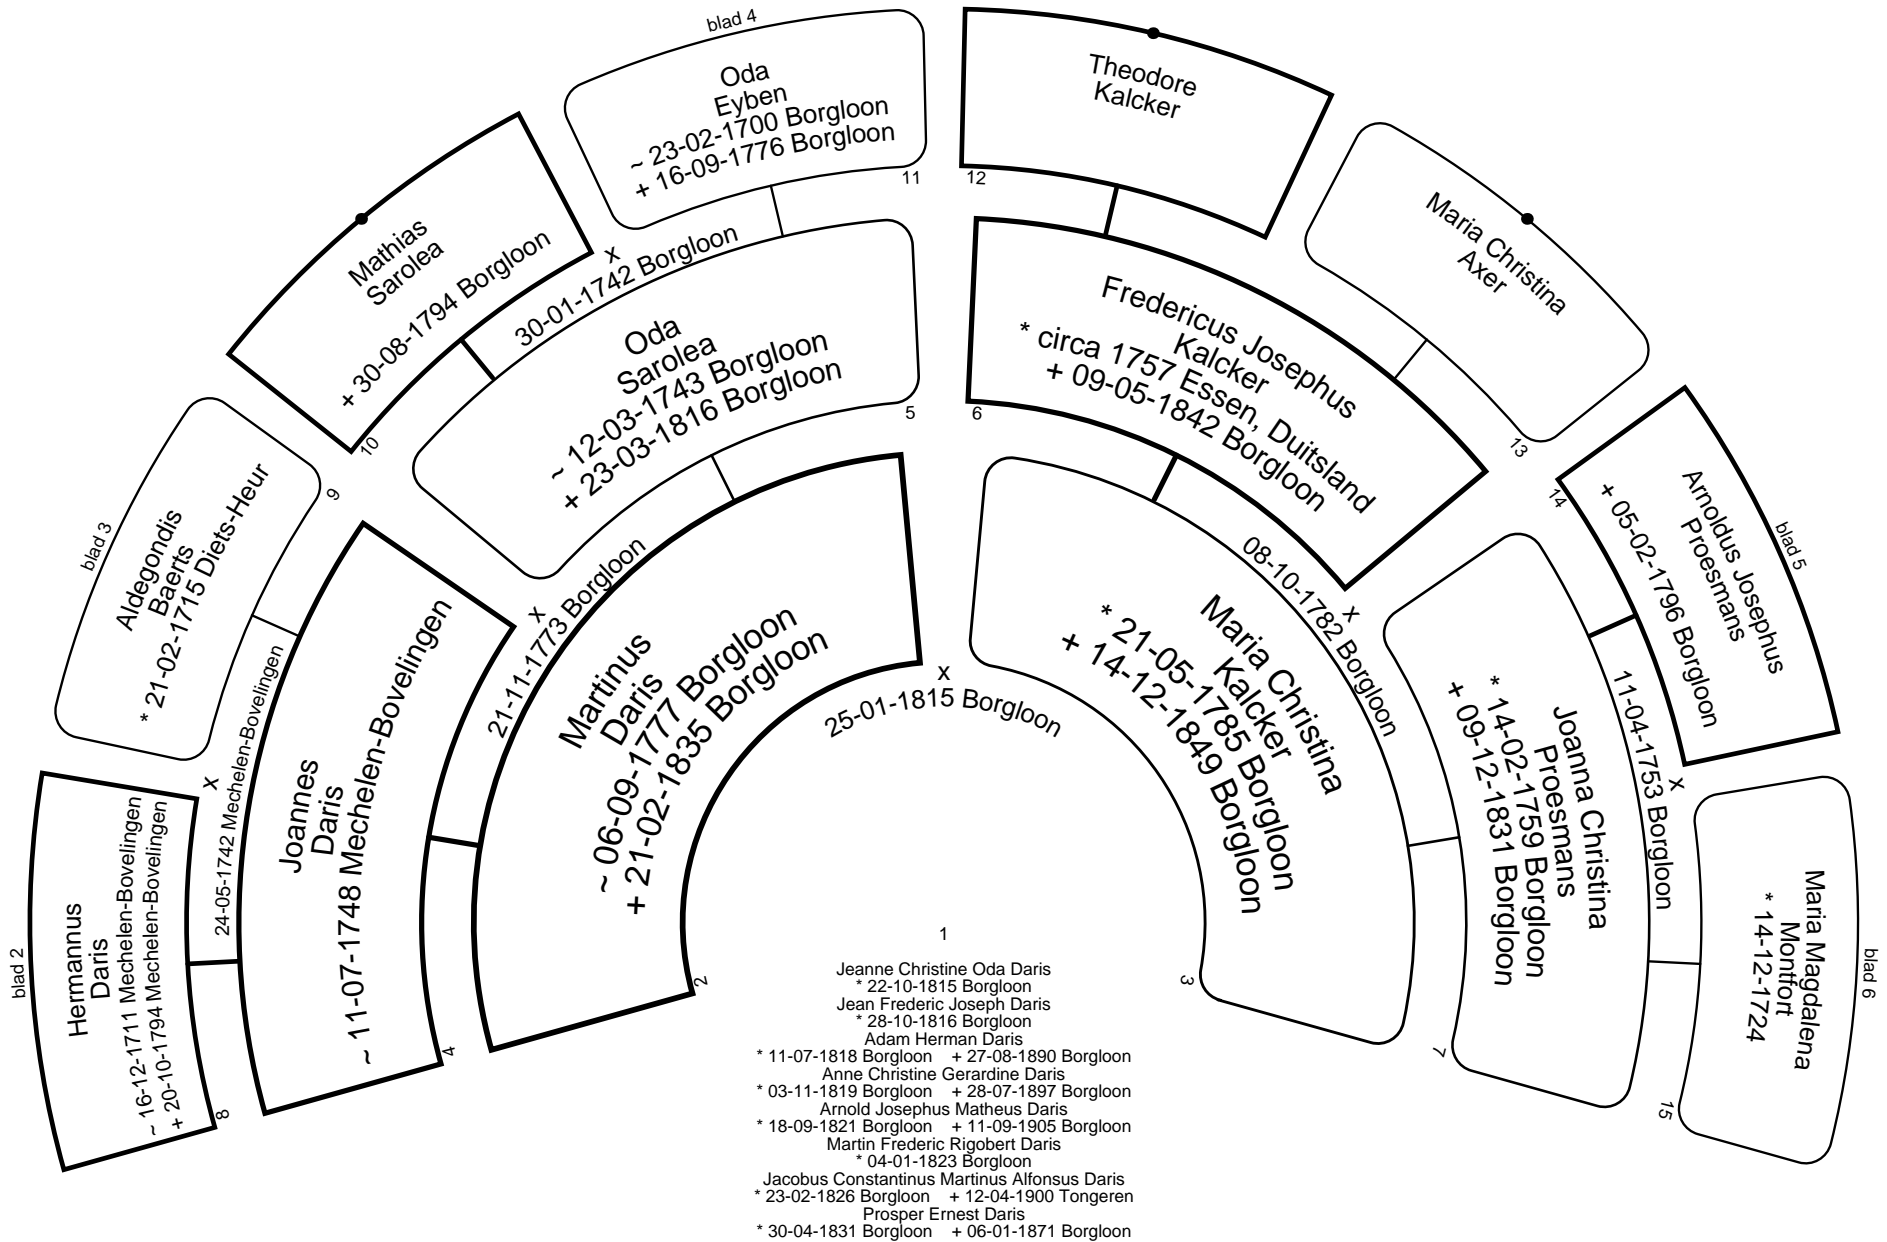 blad 4
Oda
Eyben
~ 23-02-1700 Borgloon
+ 16-09-1776 Borgloon
11
12
Theodore
Kalcker
Mathias
Sarolea
+ 30-08-1794 Borgloon
10
x
30-01-1742 Borgloon
Maria Christina
Axer
13
Oda
Sarolea
~ 12-03-1743 Borgloon
+ 23-03-1816 Borgloon
5
6
Fredericus Josephus
Kalcker
* circa 1757 Essen, Duitsland
+ 09-05-1842 Borgloon
blad 3
Aldegondis
Baerts
* 21-02-1715 Diets-Heur
9
14
Arnoldus Josephus
Proesmans
+ 05-02-1796 Borgloon
blad 5
x
21-11-1773 Borgloon
x
08-10-1782 Borgloon
Martinus
Daris
~ 06-09-1777 Borgloon
+ 21-02-1835 Borgloon
2
x
25-01-1815 Borgloon
Maria Christina
Kalcker
* 21-05-1785 Borgloon
+ 14-12-1849 Borgloon
3
Joannes
Daris
~ 11-07-1748 Mechelen-Bovelingen
4
x
24-05-1742 Mechelen-Bovelingen
Joanna Christina
Proesmans
* 14-02-1759 Borgloon
+ 09-12-1831 Borgloon
7
x
11-04-1753 Borgloon
blad 2
Hermannus
Daris
~ 16-12-1711 Mechelen-Bovelingen
+ 20-10-1794 Mechelen-Bovelingen
8
Maria Magdalena
Montfort
* 14-12-1724
15
blad 6
1
Jeanne Christine Oda Daris
* 22-10-1815 Borgloon
Jean Frederic Joseph Daris
* 28-10-1816 Borgloon
Adam Herman Daris
* 11-07-1818 Borgloon + 27-08-1890 Borgloon
Anne Christine Gerardine Daris
* 03-11-1819 Borgloon + 28-07-1897 Borgloon
Arnold Josephus Matheus Daris
* 18-09-1821 Borgloon + 11-09-1905 Borgloon
Martin Frederic Rigobert Daris
* 04-01-1823 Borgloon
Jacobus Constantinus Martinus Alfonsus Daris
* 23-02-1826 Borgloon + 12-04-1900 Tongeren
Prosper Ernest Daris
* 30-04-1831 Borgloon + 06-01-1871 Borgloon